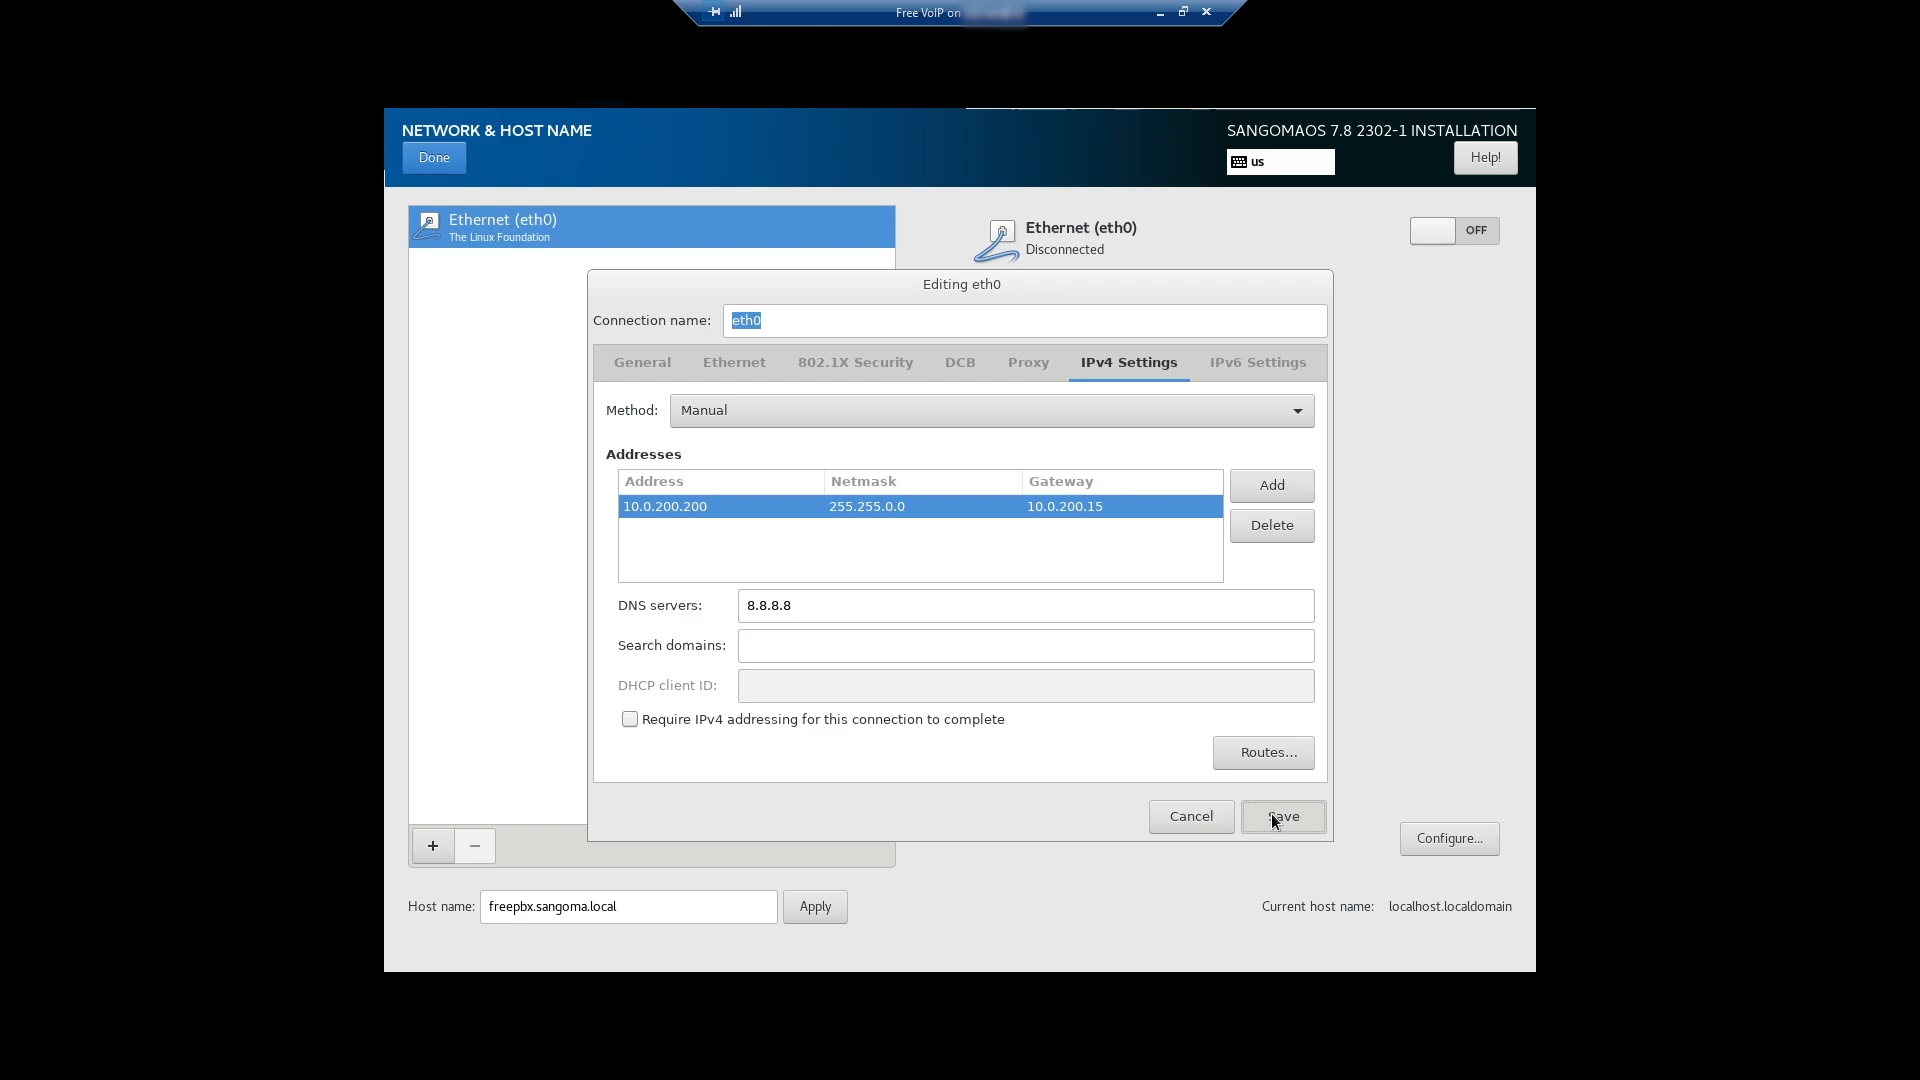 Free VoIP on
NETWORK & HOST NAME
SANGOMAOS 7.8 2302-1 INSTALLATION
Done
us
Help!
Ethernet (eth0)
The Linux Foundation
Ethernet (eth0)
Disconnected
OFF
Editing eth0
Connection name: eth0
General Ethernet 802.1X Security DCB Proxy IPv4 Settings IPv6 Settings
Method: Manual
Addresses
Address Netmask Gateway
10.0.200.200 255.255.0.0 10.0.200.15
Add
Delete
DNS servers: 8.8.8.8
Search domains:
DHCP client ID:
Require IPv4 addressing for this connection to complete
Routes...
Cancel Save
+ −
Configure...
Host name: freepbx.sangoma.local Apply
Current host name: localhost.localdomain